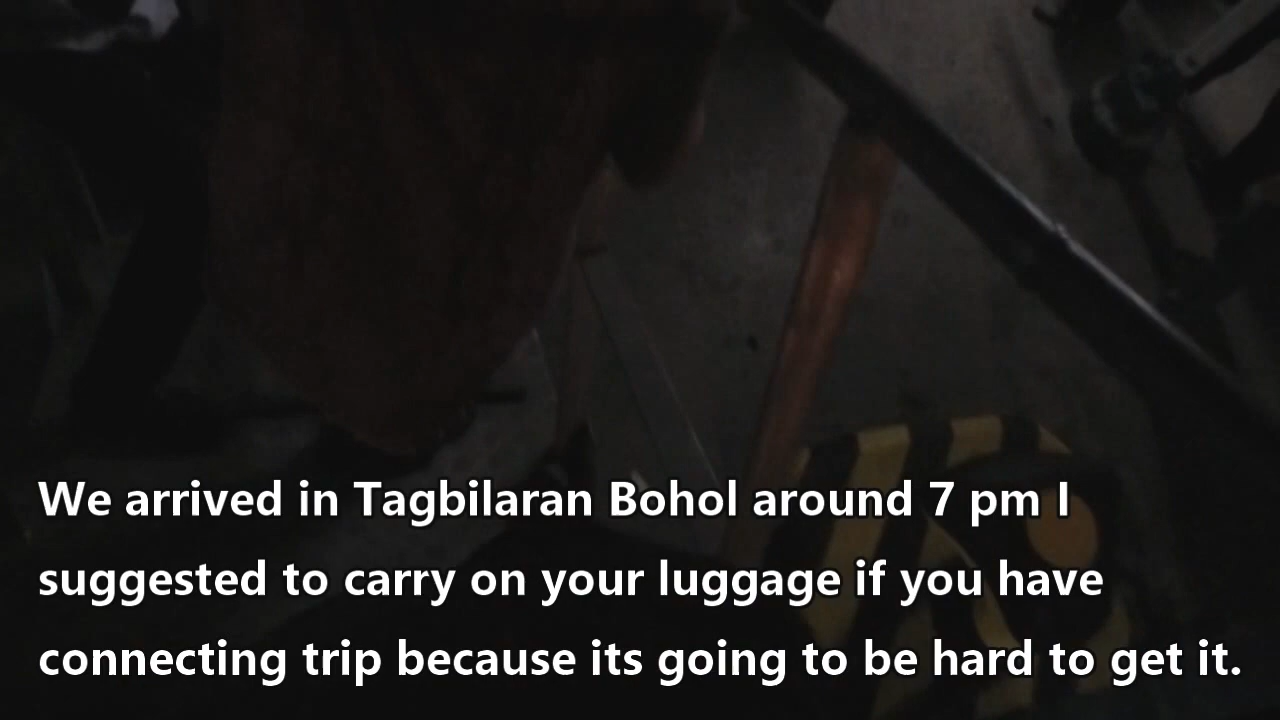 We arrived in Tagbilaran Bohol around 7 pm I
suggested to carry on your luggage if you have
connecting trip because its going to be hard to get it.